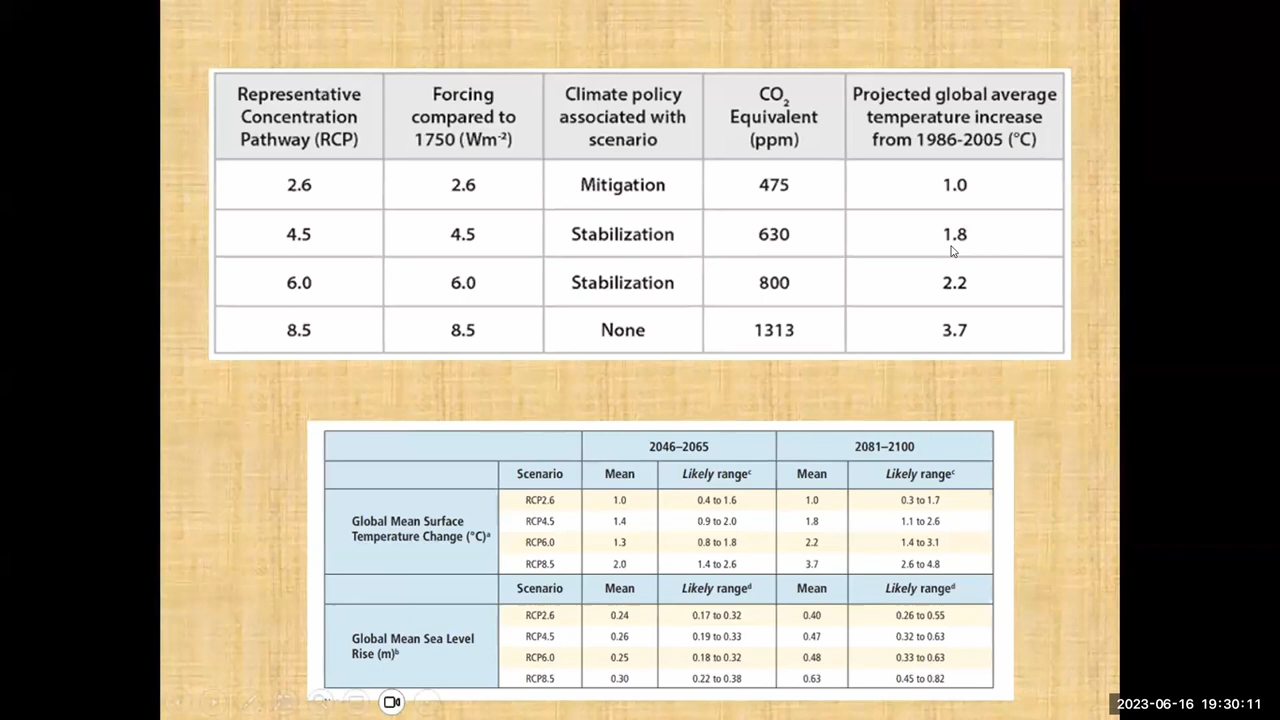 Representative Concentration Pathway (RCP) Forcing compared to 1750 (Wm⁻²) Climate policy associated with scenario CO₂ Equivalent (ppm) Projected global average temperature increase from 1986-2005 (°C)
2.6 2.6 Mitigation 475 1.0
4.5 4.5 Stabilization 630 1.8
6.0 6.0 Stabilization 800 2.2
8.5 8.5 None 1313 3.7
2046–2065 2081–2100
Scenario Mean Likely rangeᶜ Mean Likely rangeᶜ
Global Mean Surface Temperature Change (°C)ᵃ
RCP2.6 1.0 0.4 to 1.6 1.0 0.3 to 1.7
RCP4.5 1.4 0.9 to 2.0 1.8 1.1 to 2.6
RCP6.0 1.3 0.8 to 1.8 2.2 1.4 to 3.1
RCP8.5 2.0 1.4 to 2.6 3.7 2.6 to 4.8
Scenario Mean Likely rangeᵈ Mean Likely rangeᵈ
Global Mean Sea Level Rise (m)ᵇ
RCP2.6 0.24 0.17 to 0.32 0.40 0.26 to 0.55
RCP4.5 0.26 0.19 to 0.33 0.47 0.32 to 0.63
RCP6.0 0.25 0.18 to 0.32 0.48 0.33 to 0.63
RCP8.5 0.30 0.22 to 0.38 0.63 0.45 to 0.82
2023-06-16 19:30:11